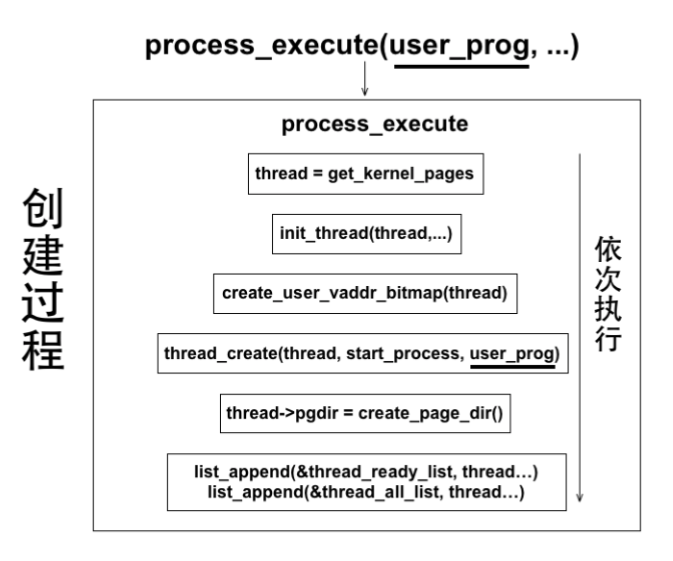 process_execute(user_prog, ...)
process_execute
thread = get_kernel_pages
init_thread(thread,...)
create_user_vaddr_bitmap(thread)
thread_create(thread, start_process, user_prog)
thread->pgdir = create_page_dir()
list_append(&thread_ready_list, thread…)
list_append(&thread_all_list, thread…)
创建过程
依次执行